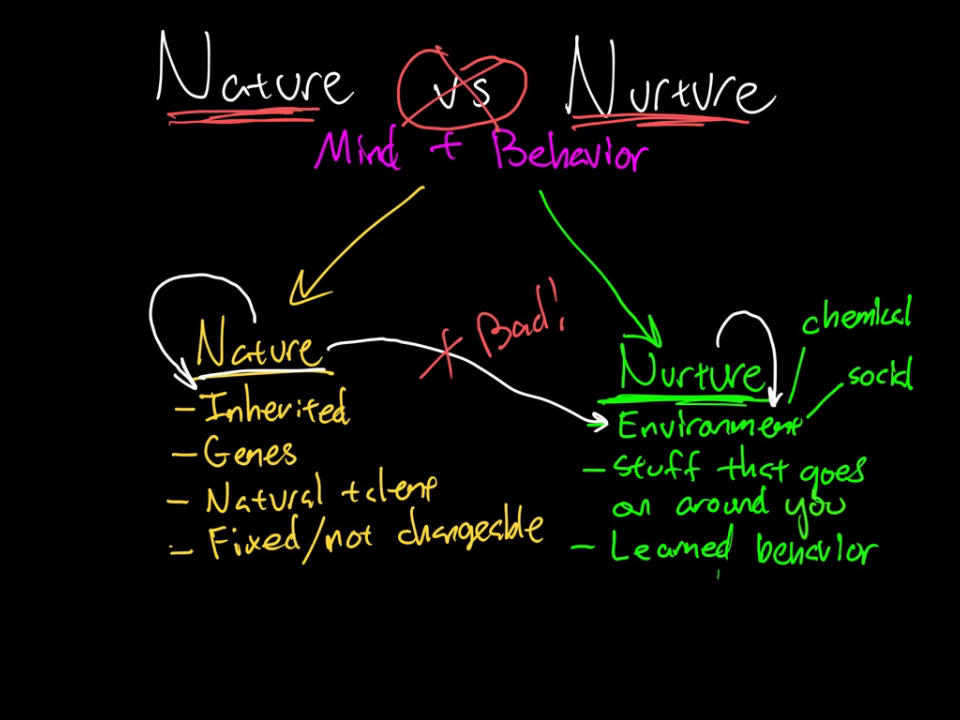 Nature vs Nurture
Mind + Behavior
Bad!
Nature
- Inherited
- Genes
- Natural talent
- Fixed/not changeable
chemical
social
Nurture
- Environment
- Stuff that goes
on around you
- Learned behavior